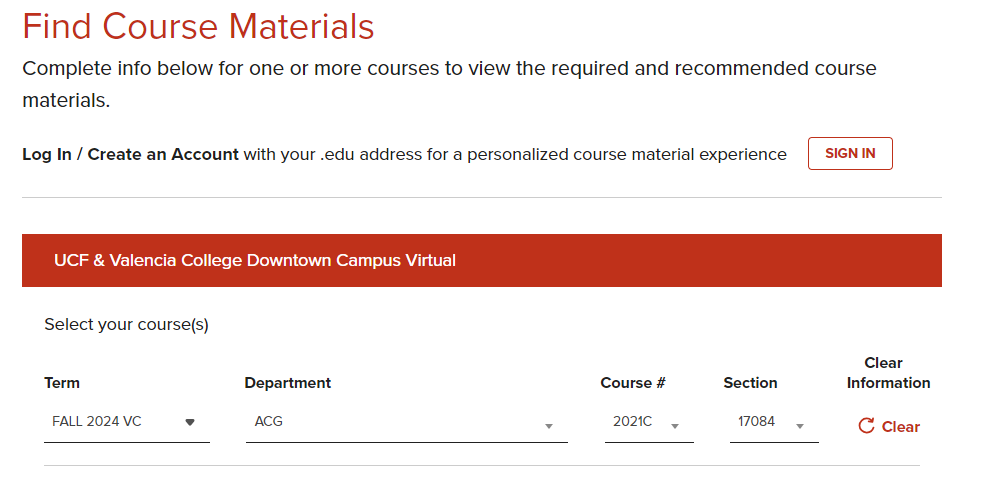 Find Course Materials
Complete info below for one or more courses to view the required and recommended course
materials.
Log In / Create an Account with your .edu address for a personalized course material experience SIGN IN
UCF & Valencia College Downtown Campus Virtual
Select your course(s)
Term Department Course # Section Clear Information
FALL 2024 VC ACG 2021C 17084 Clear